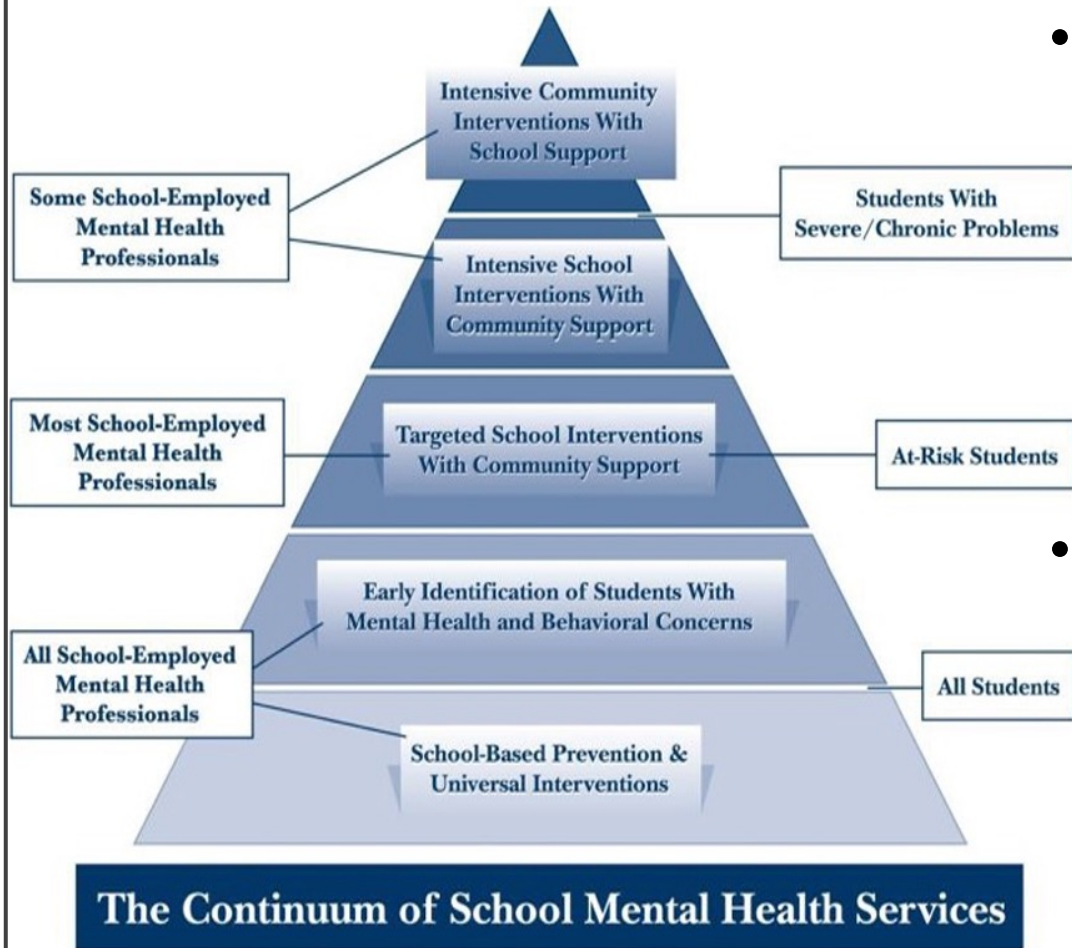 Intensive Community
Interventions With
School Support
Some School-Employed
Mental Health
Professionals
Students With
Severe/Chronic Problems
Intensive School
Interventions With
Community Support
Most School-Employed
Mental Health
Professionals
Targeted School Interventions
With Community Support
At-Risk Students
Early Identification of Students With
Mental Health and Behavioral Concerns
All School-Employed
Mental Health
Professionals
All Students
School-Based Prevention &
Universal Interventions
The Continuum of School Mental Health Services